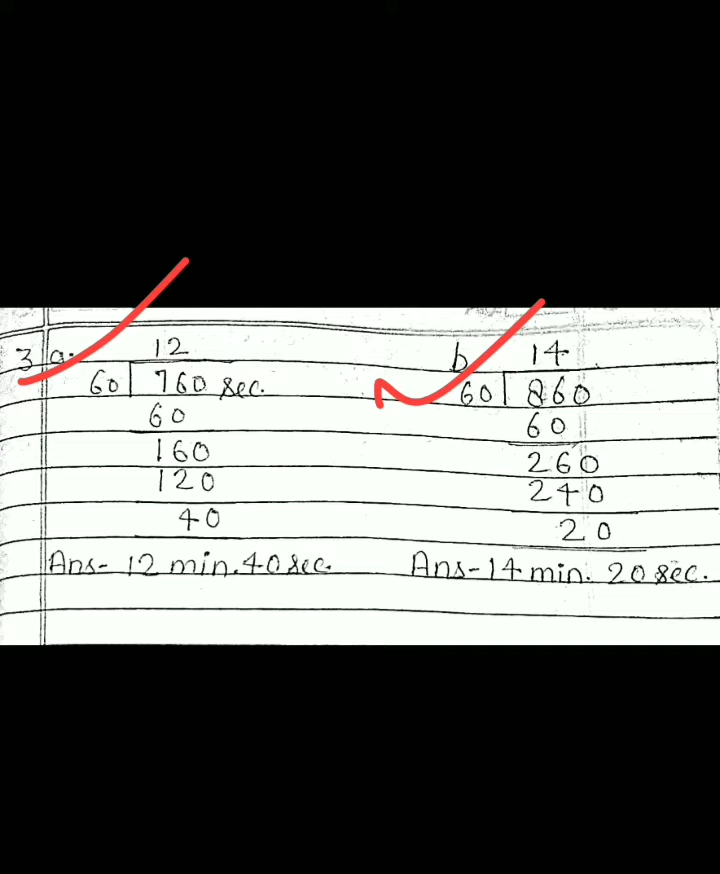 3 a. 12
60 760 sec.
60
160
120
40
Ans- 12 min. 40 sec.
b 14
60 860
60
260
240
20
Ans- 14 min. 20 sec.